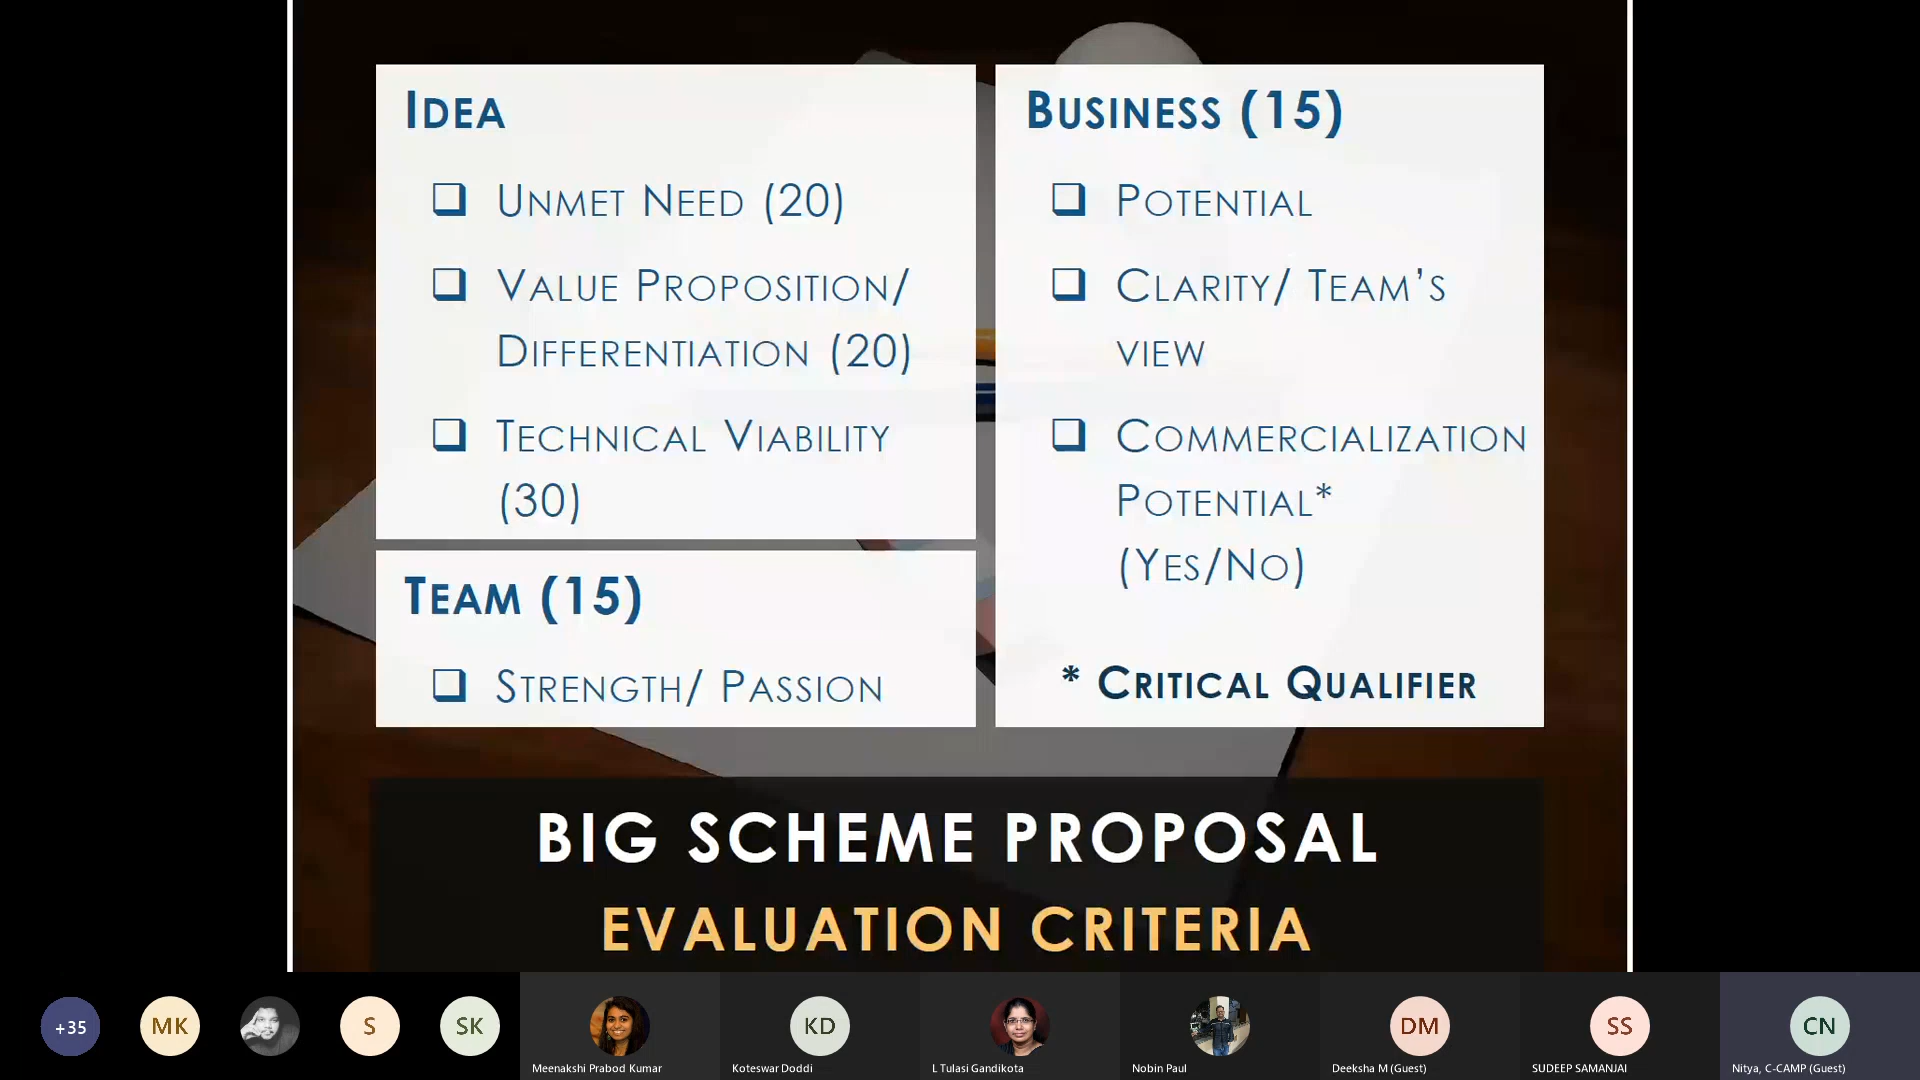 IDEA
❑ UNMET NEED (20)
❑ VALUE PROPOSITION/
DIFFERENTIATION (20)
❑ TECHNICAL VIABILITY
(30)
TEAM (15)
❑ STRENGTH/ PASSION
BUSINESS (15)
❑ POTENTIAL
❑ CLARITY/ TEAM’S
VIEW
❑ COMMERCIALIZATION
POTENTIAL*
(YES/NO)
* CRITICAL QUALIFIER
BIG SCHEME PROPOSAL
EVALUATION CRITERIA
+35
MK
S
SK
Meenakshi Prabod Kumar
KD
Koteswar Doddi
L Tulasi Gandikota
Nobin Paul
DM
Deeksha M (Guest)
SS
SUDEEP SAMANJAI
CN
Nitya, C-CAMP (Guest)